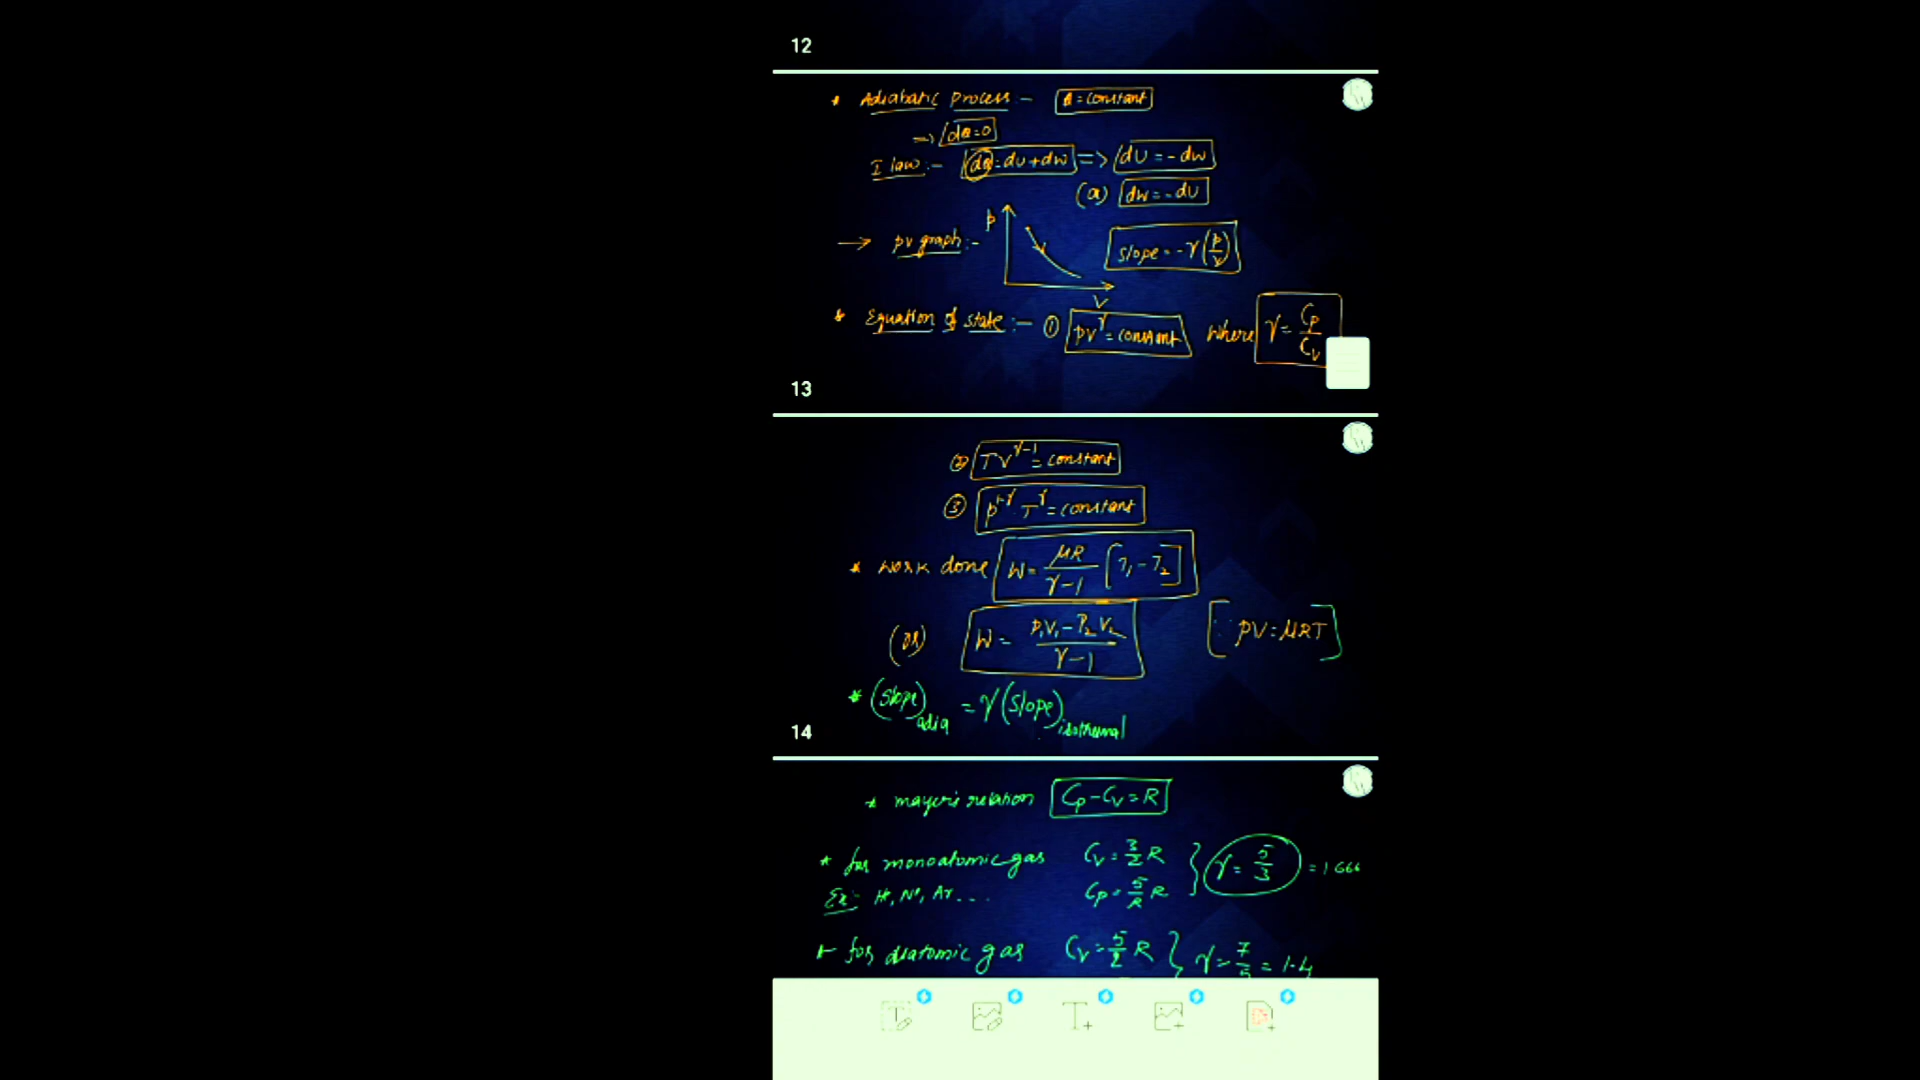 12
* Adiabatic process :- Q = constant
=> dQ = 0
I law :- dQ = dU + dW => dU = - dW
(or) dW = - dU
→ PV graph :- P V slope = - γ (P/V)
* Equation of state :- ① PV^γ = constant where γ = Cp/Cv
13
② TV^γ-1 = constant
③ P^1-γ T^γ = constant
* work done W = μR/γ-1 [T1 - T2]
(or) W = P1V1 - P2V2/γ-1 [∵ PV = μRT]
* (Slope)adia = γ (Slope)isothermal
14
* mayer's relation Cp - Cv = R
* for monoatomic gas Cv = 3/2 R } γ = 5/3 = 1.666
Ex:- Ar....
Cp = 5/2 R
* for diatomic gas Cv = 5/2 R } γ = 7/5 = 1.4